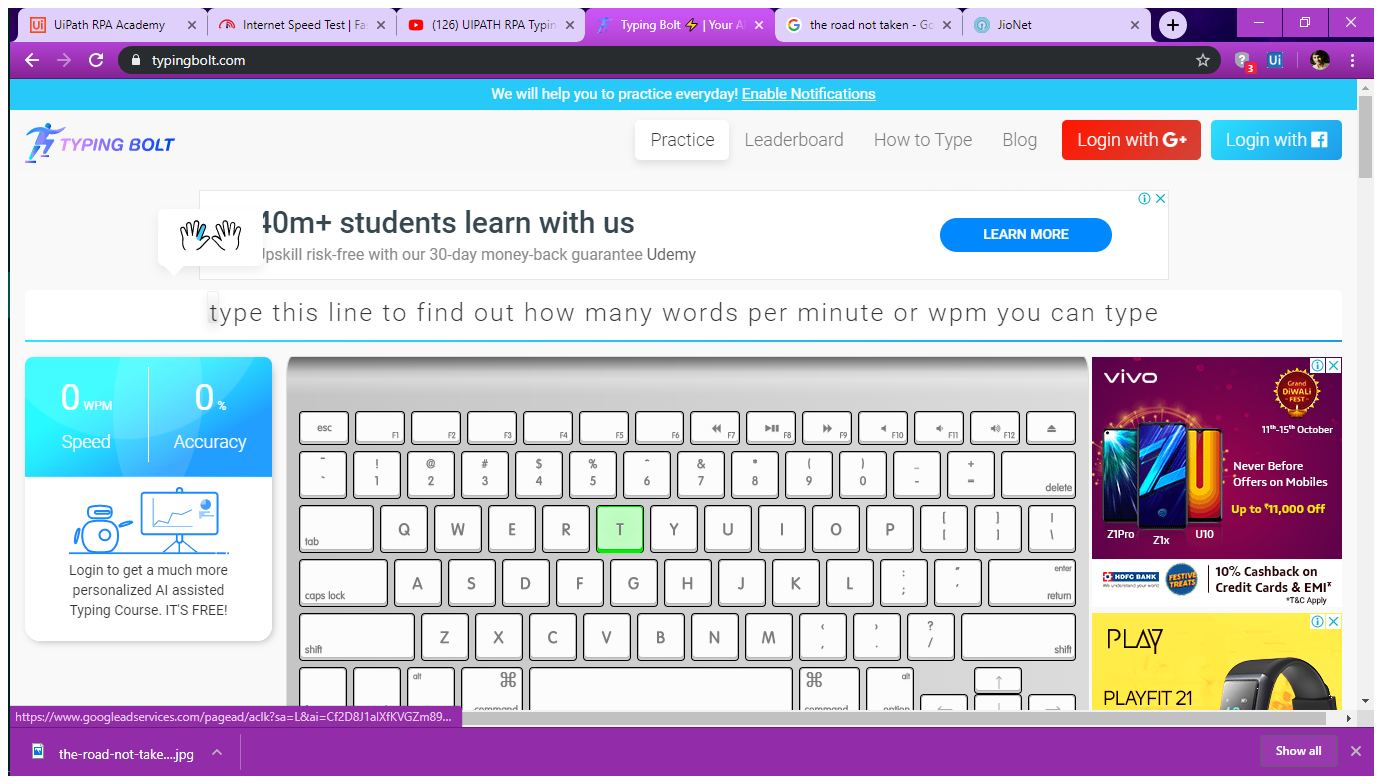 UiPath RPA Academy
Internet Speed Test | Fa
(126) UIPATH RPA Typin
Typing Bolt ⚡ | Your A
the road not taken - Go
JioNet
typingbolt.com
3
Ui
We will help you to practice everyday! Enable Notifications
TYPING BOLT
Practice
Leaderboard
How to Type
Blog
Login with G+
Login with
40m+ students learn with us
Upskill risk-free with our 30-day money-back guarantee Udemy
LEARN MORE
type this line to find out how many words per minute or wpm you can type
0 WPM
Speed
0 %
Accuracy
Login to get a much more
personalized AI assisted
Typing Course. IT'S FREE!
esc F1 F2 F3 F4 F5 F6 F7 F8 F9 F10 F11 F12
~ ! @ # $ % ^ & * ( ) _ +
` 1 2 3 4 5 6 7 8 9 0 - = delete
tab Q W E R T Y U I O P [ [ ] ] | \
caps lock A S D F G H J K L : ; " , enter return
shift Z X C V B N M ‹ , › . ? / shift
alt ⌘ command ⌘ command alt option
vivo
Grand
DiWALi
FEST
11th-15th October
Never Before
Offers on Mobiles
Up to ₹11,000 Off
Z1Pro
Z1x
U10
HDFC BANK
We understand your world
FESTIVE
TREATS
10% Cashback on
Credit Cards & EMI*
*T&C Apply
PLAY
PLAYFIT 21
https://www.googleadservices.com/pagead/aclk?sa=L&ai=Cf2D8J1alXfKVGZm89...
the-road-not-take....jpg
Show all